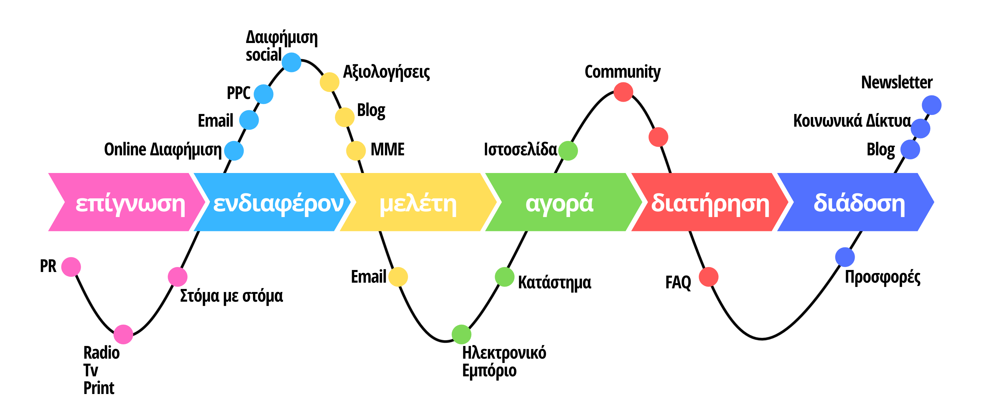 Δαιφήμιση
social
PPC
Email
Online Διαφήμιση
Αξιολογήσεις
Blog
ΜΜΕ
Community
Ιστοσελίδα
Newsletter
Κοινωνικά Δίκτυα
Blog
επίγνωση
ενδιαφέρον
μελέτη
αγορά
διατήρηση
διάδοση
PR
Radio
Tv
Print
Στόμα με στόμα
Email
Ηλεκτρονικό
Εμπόριο
Κατάστημα
FAQ
Προσφορές